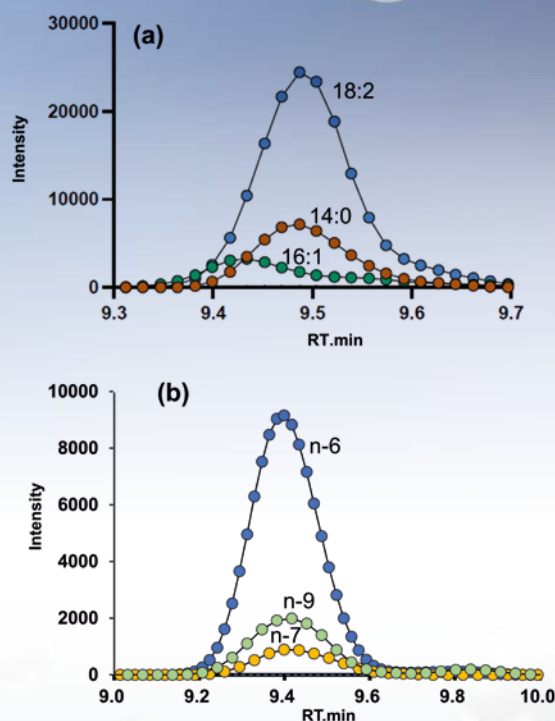 (a)
30000
20000
10000
0
Intensity
18:2
14:0
16:1
9.3 9.4 9.5 9.6 9.7
RT.min
(b)
10000
8000
6000
4000
2000
0
Intensity
n-6
n-9
n-7
9.0 9.2 9.4 9.6 9.8 10.0
RT.min